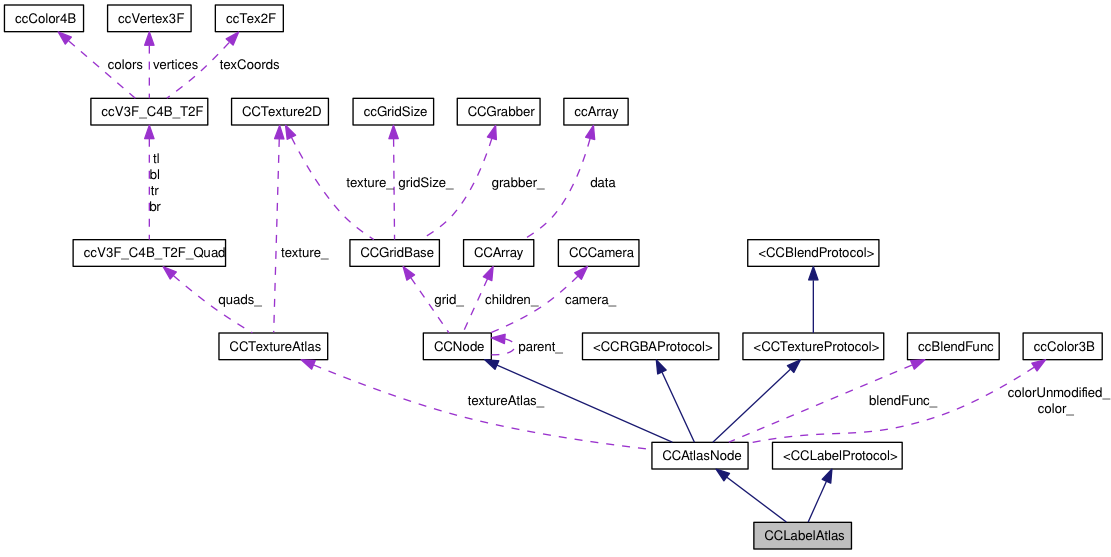 ccColor4B
ccVertex3F
ccTex2F
colors
vertices
texCoords
ccV3F_C4B_T2F
CCTexture2D
ccGridSize
CCGrabber
ccArray
tl
bl
tr
br
texture_
gridSize_
grabber_
data
ccV3F_C4B_T2F_Quad
texture_
CCGridBase
CCArray
CCCamera
<CCBlendProtocol>
quads_
grid_
children_
camera_
CCTextureAtlas
CCNode
parent_
<CCRGBAProtocol>
<CCTextureProtocol>
ccBlendFunc
ccColor3B
textureAtlas_
blendFunc_
colorUnmodified_
color_
CCAtlasNode
<CCLabelProtocol>
CCLabelAtlas